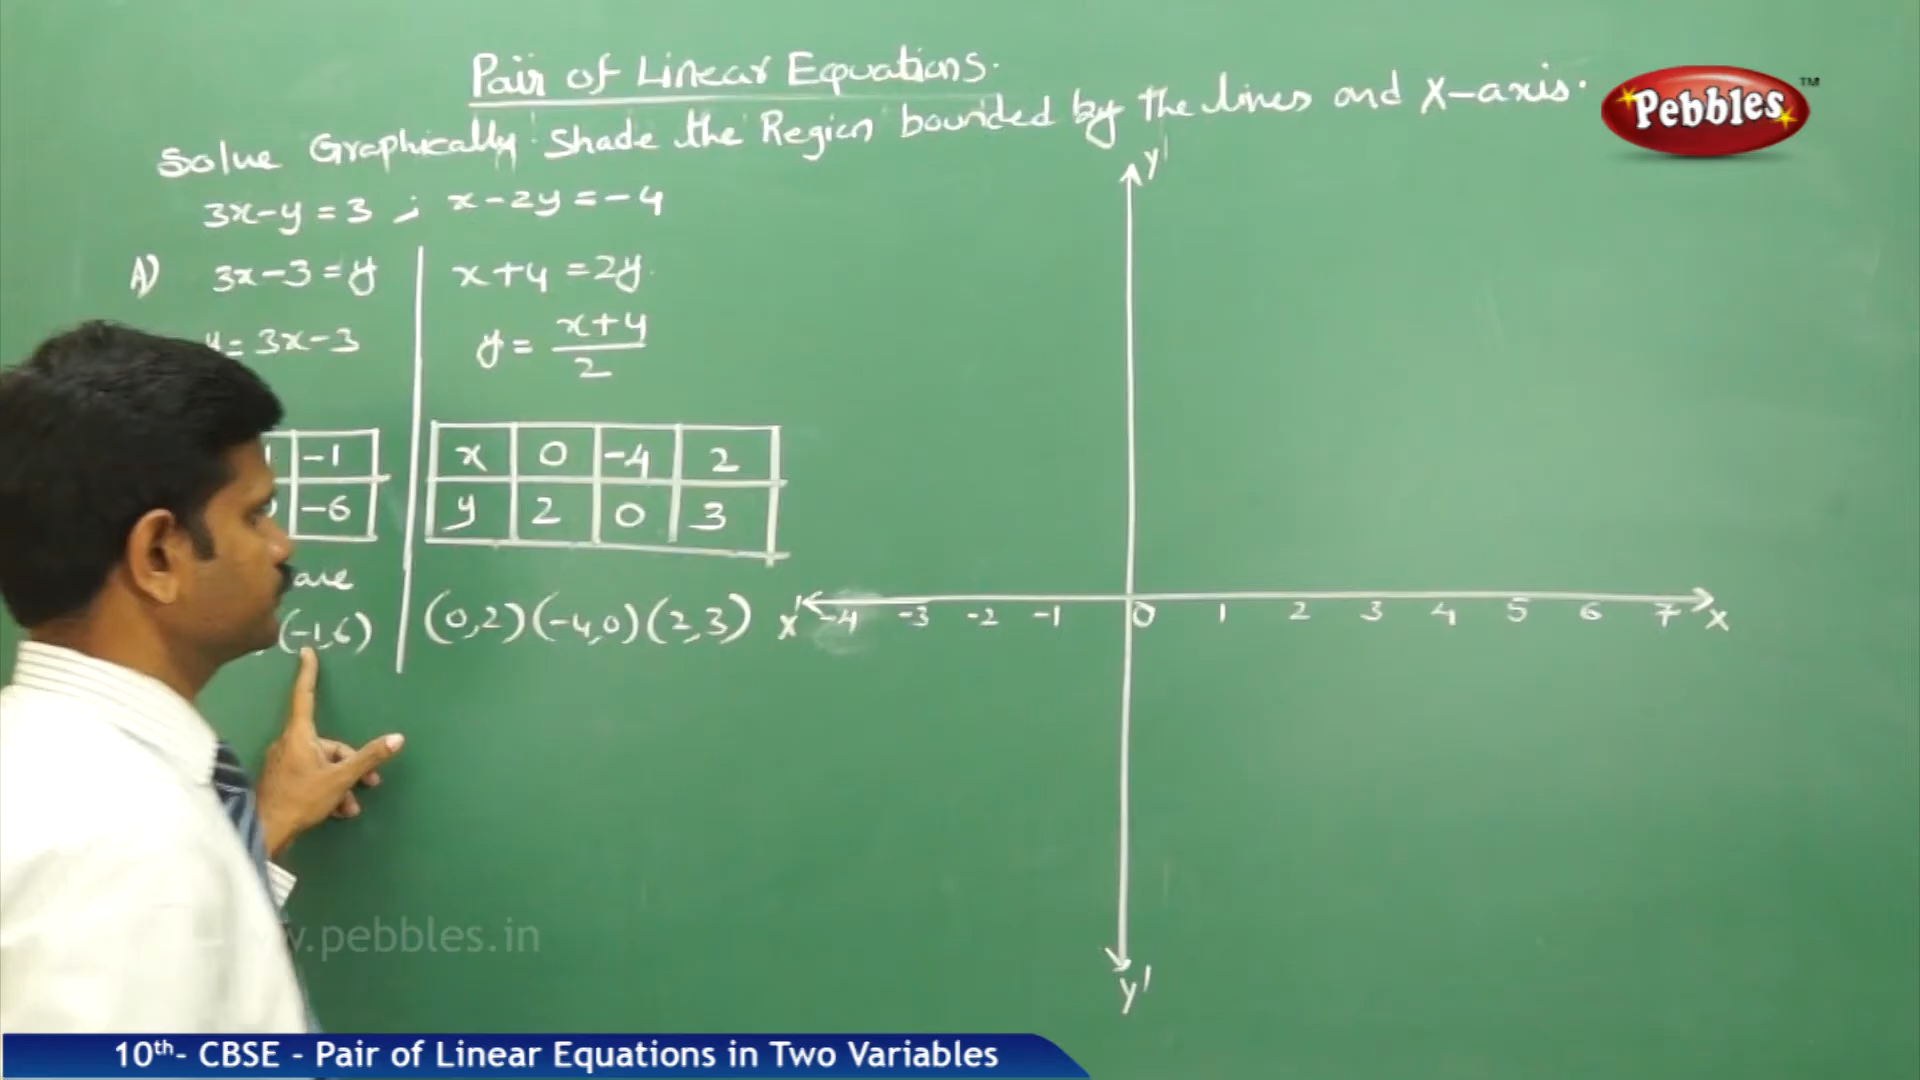 Pair of Linear Equations.
Solve Graphically. Shade the Region bounded by the lines and X-axis.
Pebbles™
3x-y = 3 ; x-2y = -4
A) 3x-3 = y
x+4 = 2y.
y = 3x-3
y = x+4
2
-1
-6
x 0 -4 2
y 2 0 3
are
(-1,6)
(0,2) (-4,0) (2,3)
y'
x' -4 -3 -2 -1 0 1 2 3 4 5 6 7 x
y'
.pebbles.in
10th- CBSE - Pair of Linear Equations in Two Variables